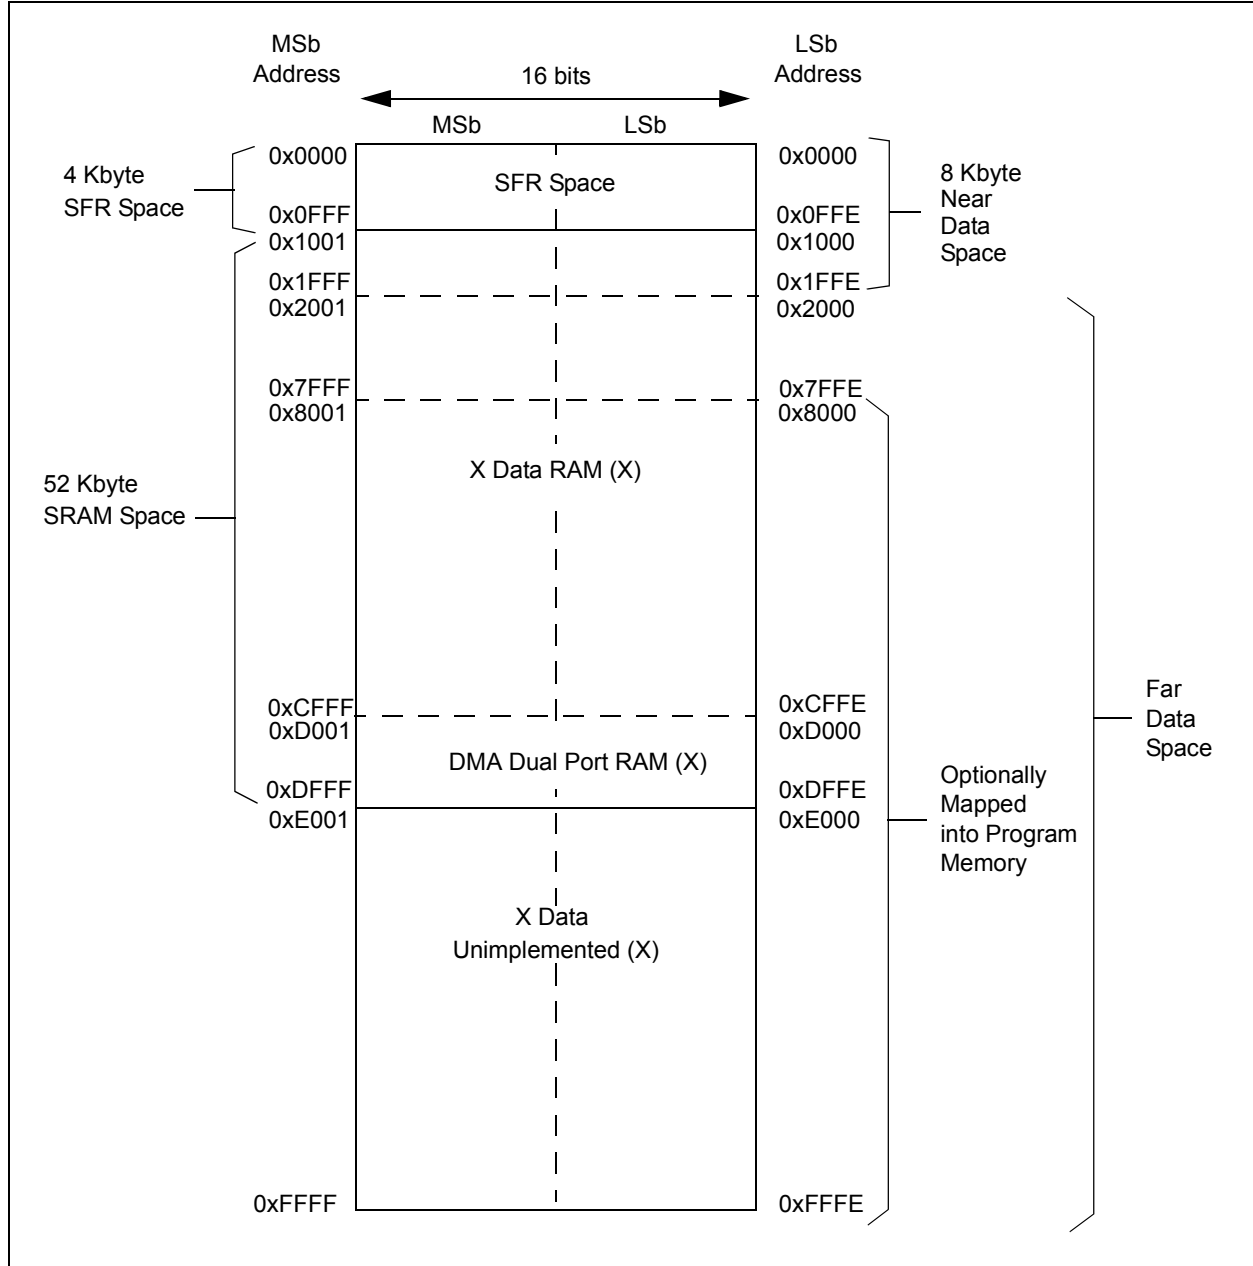 MSb
Address
LSb
Address
16 bits
MSb
LSb
0x0000
0x0000
4 Kbyte
SFR Space
SFR Space
8 Kbyte
Near
Data
Space
0x0FFF
0x0FFE
0x1001
0x1000
0x1FFF
0x1FFE
0x2001
0x2000
0x7FFF
0x7FFE
0x8001
0x8000
X Data RAM (X)
52 Kbyte
SRAM Space
0xCFFF
0xCFFE
0xD001
0xD000
Far
Data
Space
DMA Dual Port RAM (X)
0xDFFF
0xDFFE
0xE001
0xE000
Optionally
Mapped
into Program
Memory
X Data
Unimplemented (X)
0xFFFF
0xFFFE